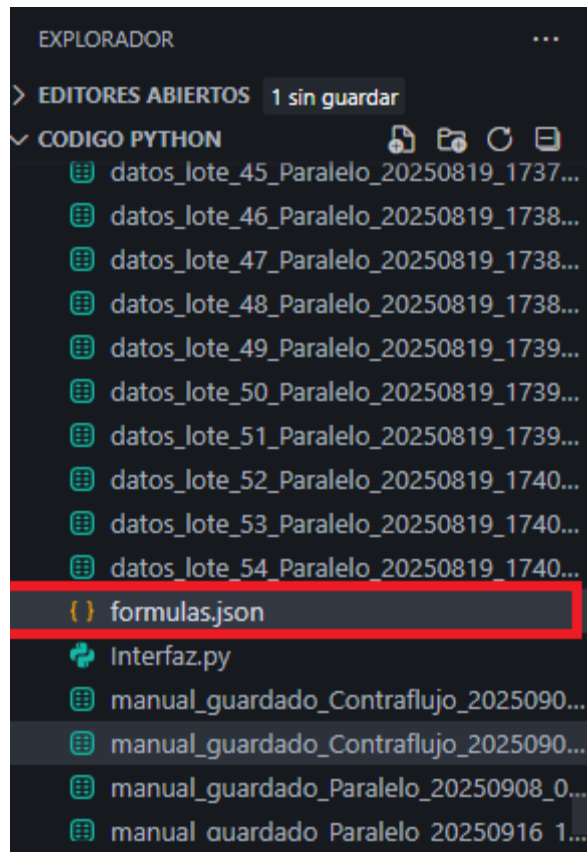 EXPLORADOR ...
EDITORES ABIERTOS 1 sin guardar
CODIGO PYTHON
datos_lote_45_Paralelo_20250819_1737...
datos_lote_46_Paralelo_20250819_1738...
datos_lote_47_Paralelo_20250819_1738...
datos_lote_48_Paralelo_20250819_1738...
datos_lote_49_Paralelo_20250819_1739...
datos_lote_50_Paralelo_20250819_1739...
datos_lote_51_Paralelo_20250819_1739...
datos_lote_52_Paralelo_20250819_1740...
datos_lote_53_Paralelo_20250819_1740...
datos_lote_54_Paralelo_20250819_1740...
{ } formulas.json
Interfaz.py
manual_guardado_Contraflujo_2025090...
manual_guardado_Contraflujo_2025090...
manual_guardado_Paralelo_20250908_0...
manual_guardado_Paralelo_20250916_1...